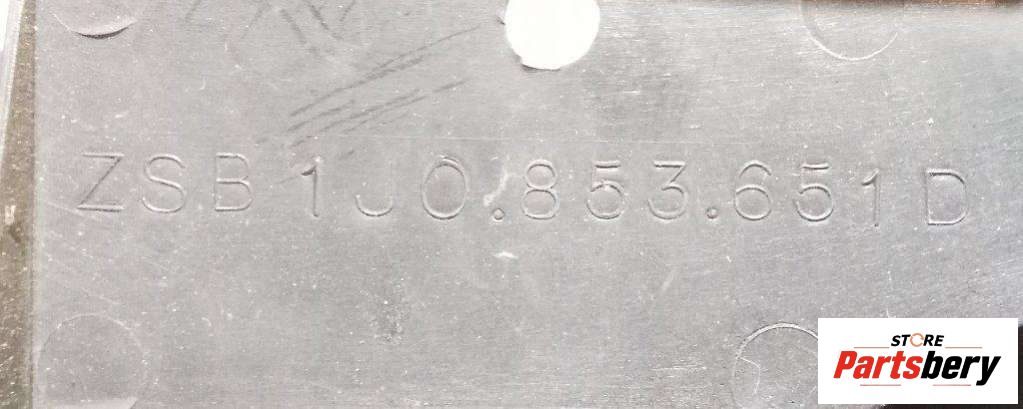 ZSB 1J0.853.651 D
STORE
Partsbery